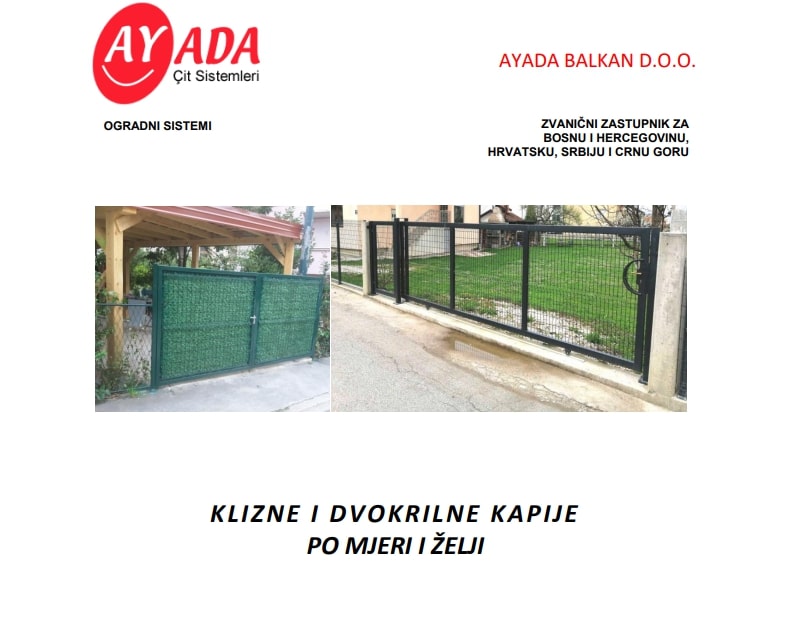 AYADA
Çit Sistemleri
AYADA BALKAN D.O.O.
OGRADNI SISTEMI
ZVANIČNI ZASTUPNIK ZA
BOSNU I HERCEGOVINU,
HRVATSKU, SRBIJU I CRNU GORU
KLIZNE I DVOKRILNE KAPIJE
PO MJERI I ŽELJI